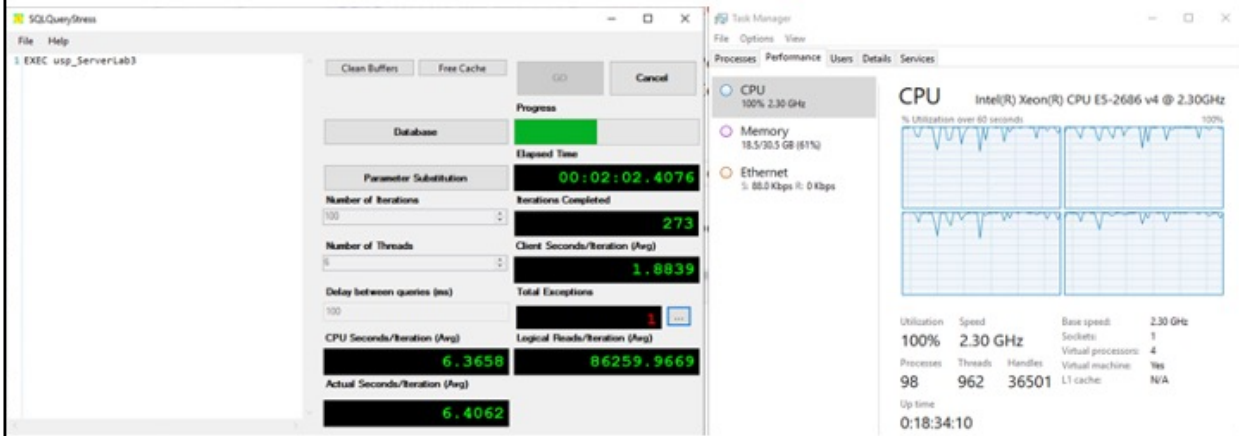 SQLQueryStress
File Help
1 EXEC usp_ServerLab3
Clean Buffers Free Cache
GO Cancel
Progress
Database
Elapsed Time
00:02:02.4076
Parameter Substitution
Number of Iterations
100
Iterations Completed
273
Number of Threads
6
Client Seconds/Iteration (Avg)
1.8839
Delay between queries (ms)
100
Total Exceptions
1 ...
CPU Seconds/Iteration (Avg)
6.3658
Logical Reads/Iteration (Avg)
86259.9669
Actual Seconds/Iteration (Avg)
6.4062
Task Manager
File Options View
Processes Performance Users Details Services
CPU
100% 2.30 GHz
Memory
18.5/30.5 GB (61%)
Ethernet
S: 88.0 Kbps R: 0 Kbps
CPU Intel(R) Xeon(R) CPU E5-2686 v4 @ 2.30GHz
% Utilization over 60 seconds 100%
Utilization Speed
100% 2.30 GHz
Processes Threads Handles
98 962 36501
Up time
0:18:34:10
Base speed: 2.30 GHz
Sockets: 1
Virtual processors: 4
Virtual machine: Yes
L1 cache: N/A